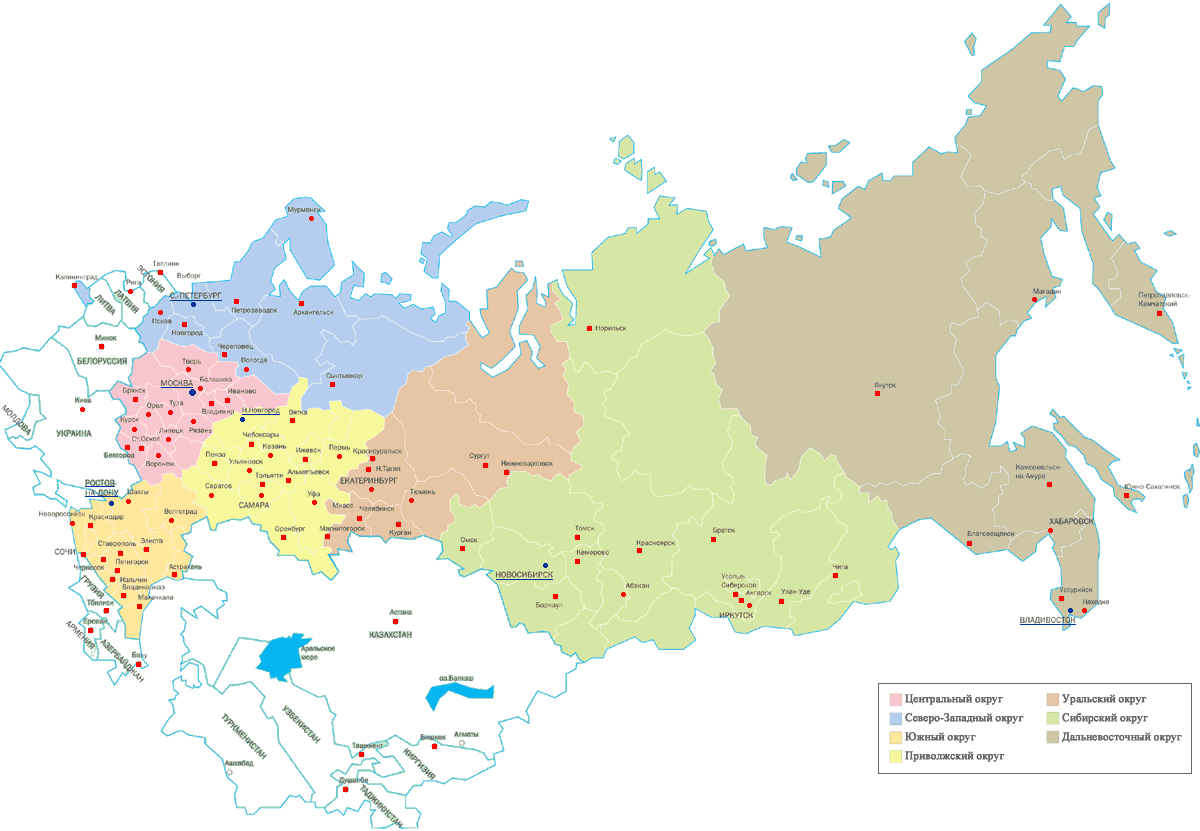 Мурманск
Таллинн
ЭСТОНИЯ
Выборг
Калининград
Рига
ЛАТВИЯ
ЛИТВА
С.-ПЕТЕРБУРГ
Петрозаводск
Архангельск
Псков
Новгород
Минск
БЕЛОРУССИЯ
Череповец
Вологда
Сыктывкар
Норильск
Магадан
Петропавловск-
Камчатский
Якутск
Тверь
Балашиха
МОСКВА
Иваново
Брянск
Орел
Тула
Владимир
Н.Новгород
Вятка
Киев
УКРАИНА
МОЛДОВА
Курск
Липецк
Рязань
Ст.Оскол
Белгород
Воронеж
Чебоксары
Казань
Ижевск
Пермь
Красноуральск
Пенза
Ульяновск
Альметьевск
Н.Тагил
Тольятти
ЕКАТЕРИНБУРГ
Сургут
Нижневартовск
Саратов
САМАРА
Уфа
Тюмень
РОСТОВ-
НА-ДОНУ
Шахты
Волгоград
Миасс
Челябинск
Новороссийск
Краснодар
Оренбург
Магнитогорск
Курган
Ставрополь
Элиста
СОЧИ
Пятигорск
Черкесск
Астрахань
Нальчик
Владикавказ
Махачкала
ГРУЗИЯ
Тбилиси
Ереван
АРМЕНИЯ
АЗЕРБАЙДЖАН
Баку
Омск
Томск
Кемерово
Красноярск
Братск
НОВОСИБИРСК
Барнаул
Абакан
Усолье-
Сибирское
Ангарск
ИРКУТСК
Улан-Уде
Чита
Комсомольск-
на-Амуре
Южно-Сахалинск
ХАБАРОВСК
Благовещенск
Уссурийск
Находка
ВЛАДИВОСТОК
Астана
КАЗАХСТАН
Аральское
море
оз.Балхаш
УЗБЕКИСТАН
ТУРКМЕНИСТАН
Ашхабад
Ташкент
Бишкек
Алматы
КИРГИЗИЯ
Душанбе
ТАДЖИКИСТАН
Центральный округ
Северо-Западный округ
Южный округ
Приволжский округ
Уральский округ
Сибирский округ
Дальневосточный округ